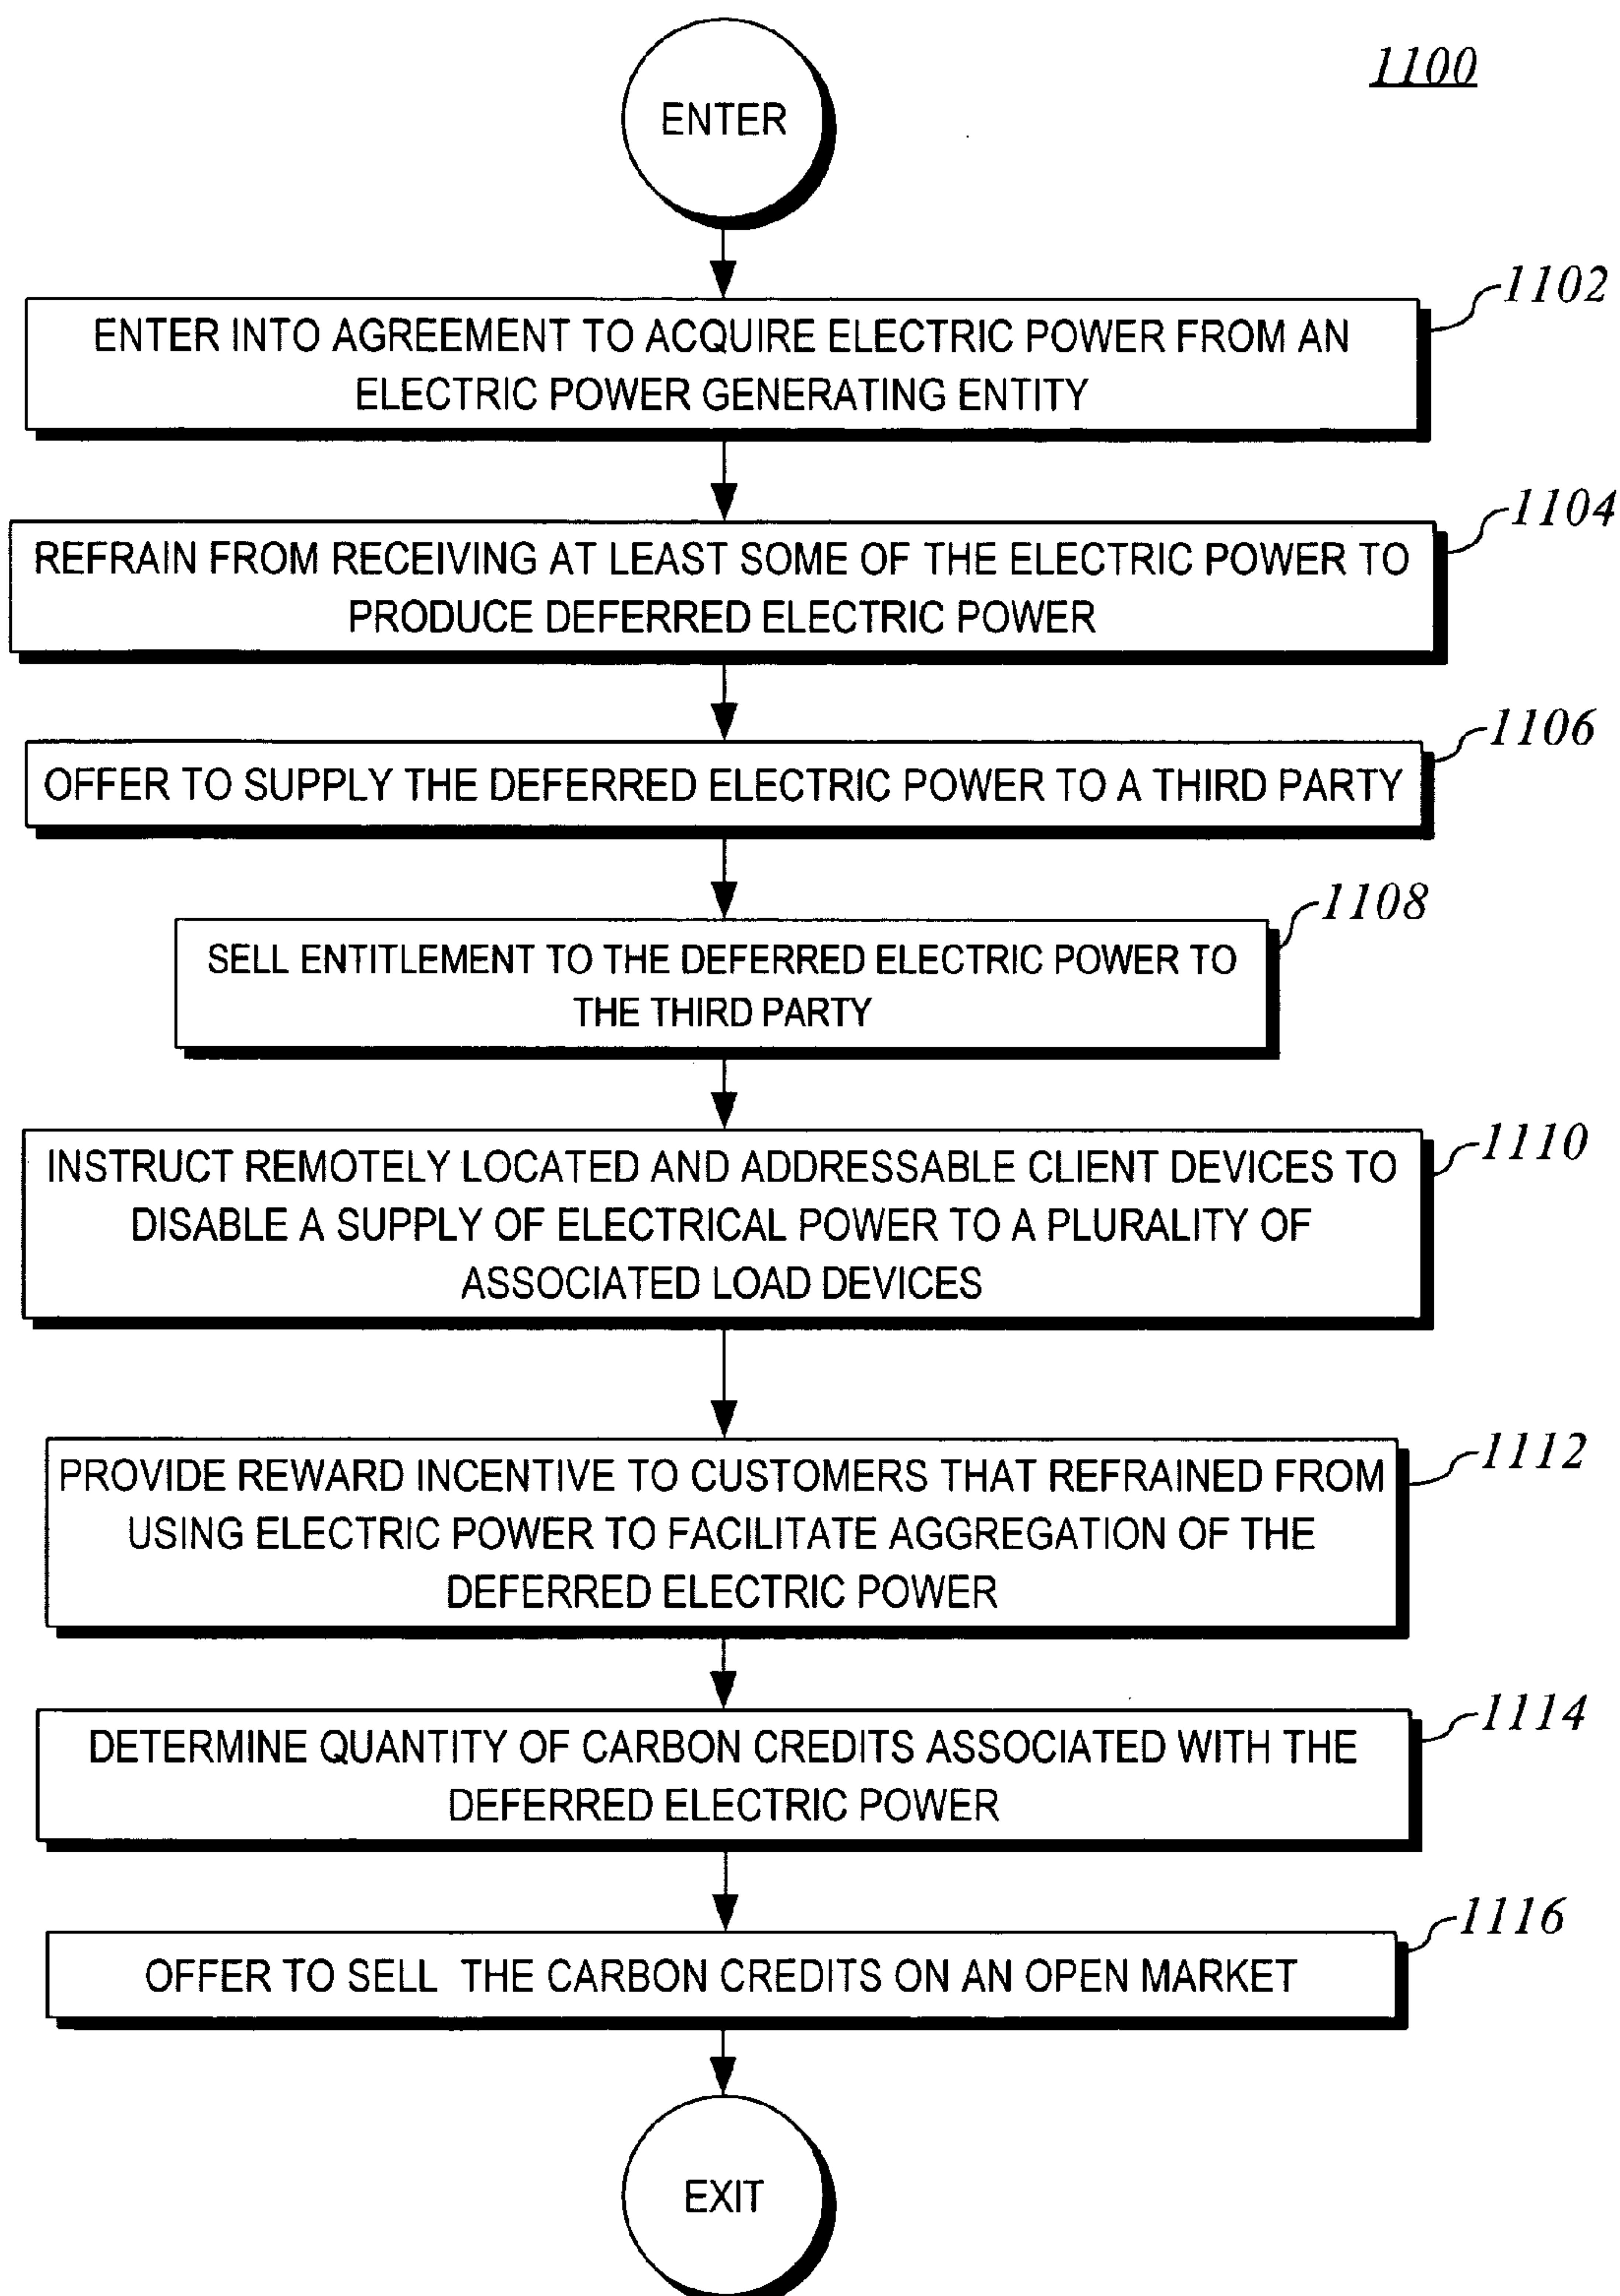 1100
ENTER
1102
ENTER INTO AGREEMENT TO ACQUIRE ELECTRIC POWER FROM AN
ELECTRIC POWER GENERATING ENTITY
1104
REFRAIN FROM RECEIVING AT LEAST SOME OF THE ELECTRIC POWER TO
PRODUCE DEFERRED ELECTRIC POWER
1106
OFFER TO SUPPLY THE DEFERRED ELECTRIC POWER TO A THIRD PARTY
1108
SELL ENTITLEMENT TO THE DEFERRED ELECTRIC POWER TO
THE THIRD PARTY
1110
INSTRUCT REMOTELY LOCATED AND ADDRESSABLE CLIENT DEVICES TO
DISABLE A SUPPLY OF ELECTRICAL POWER TO A PLURALITY OF
ASSOCIATED LOAD DEVICES
1112
PROVIDE REWARD INCENTIVE TO CUSTOMERS THAT REFRAINED FROM
USING ELECTRIC POWER TO FACILITATE AGGREGATION OF THE
DEFERRED ELECTRIC POWER
1114
DETERMINE QUANTITY OF CARBON CREDITS ASSOCIATED WITH THE
DEFERRED ELECTRIC POWER
1116
OFFER TO SELL THE CARBON CREDITS ON AN OPEN MARKET
EXIT